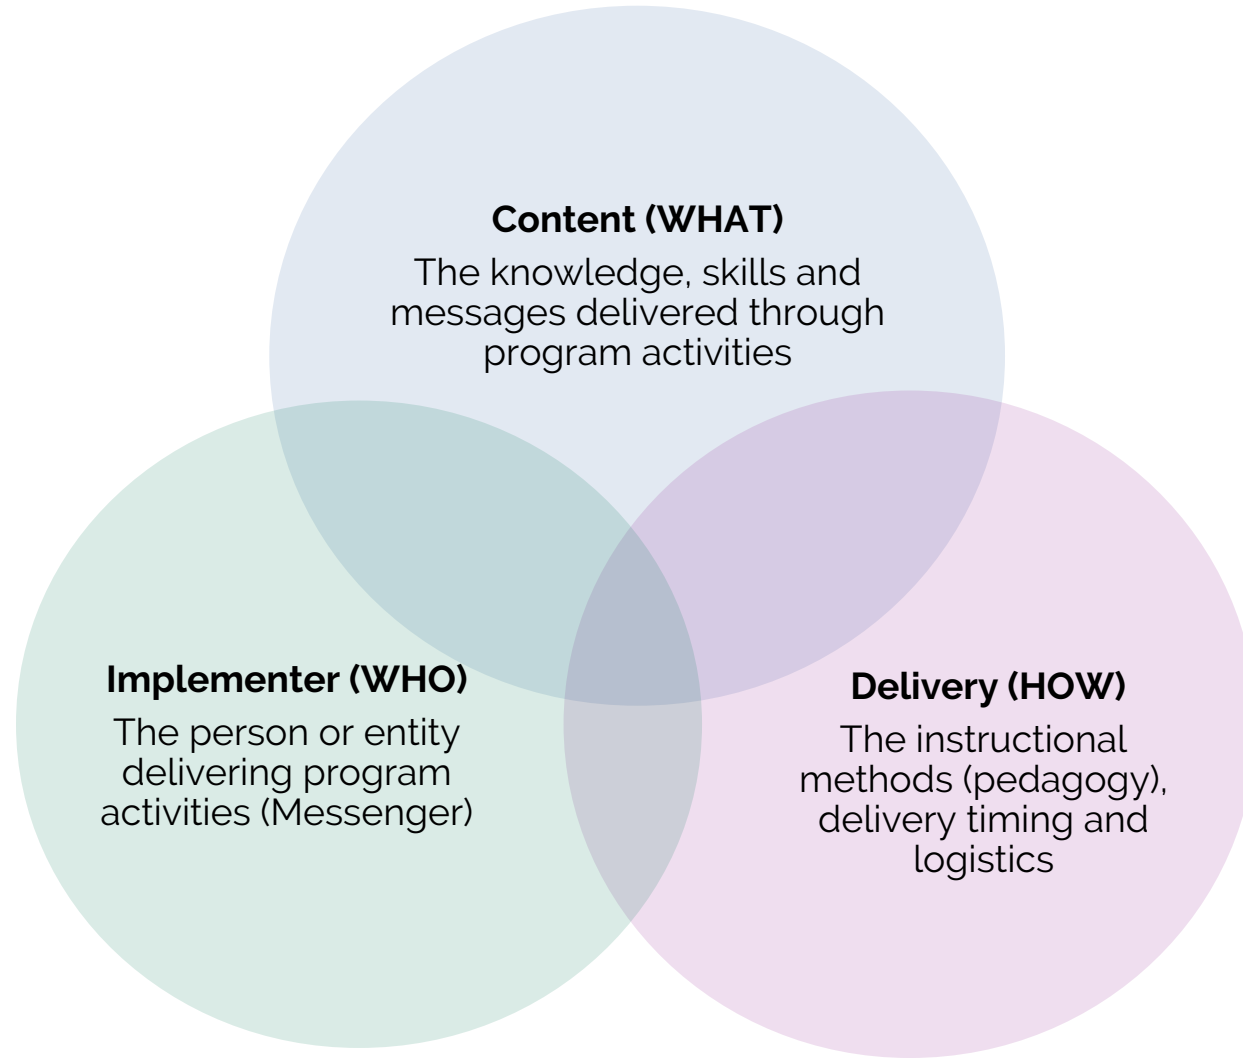 Content (WHAT)
The knowledge, skills and
messages delivered through
program activities
Implementer (WHO)
The person or entity
delivering program
activities (Messenger)
Delivery (HOW)
The instructional
methods (pedagogy),
delivery timing and
logistics